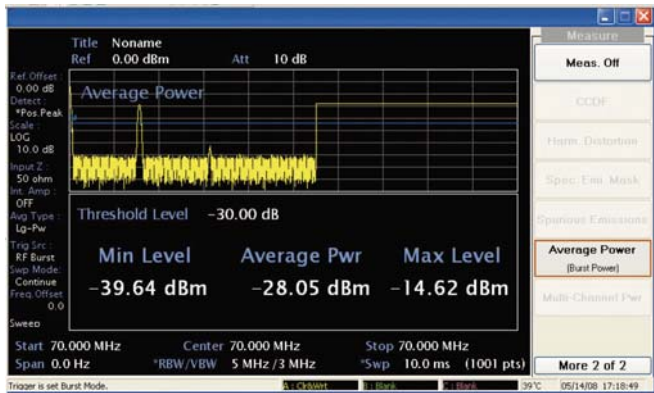 Measure
Title Noname
Ref 0.00 dBm Att 10 dB
Meas. Off
Ref.Offset :
0.00 dB
Detect :
*Pos.Peak
Scale :
LOG
10.0 dB
Input Z :
50 ohm
Int. Amp :
OFF
Avg Type :
Lg-Pw
Trig Src :
RF Burst
Swp Mode:
Continue
Freq.Offset
0.0
Sweep
Average Power
Threshold Level -30.00 dB
Min Level Average Pwr Max Level
-39.64 dBm -28.05 dBm -14.62 dBm
CCDF
Harm. Distortion
Spec. Emi. Mask
Spurious Emissions
Average Power
(Burst Power)
Multi-Channel Pwr
More 2 of 2
Start 70.000 MHz Center 70.000 MHz Stop 70.000 MHz
Span 0.0 Hz *RBW/VBW 5 MHz /3 MHz *Swp 10.0 ms (1001 pts)
Trigger is set Burst Mode. A : Clr&Wrt B : Blank C : Blank 39°C 05/14/08 17:18:49